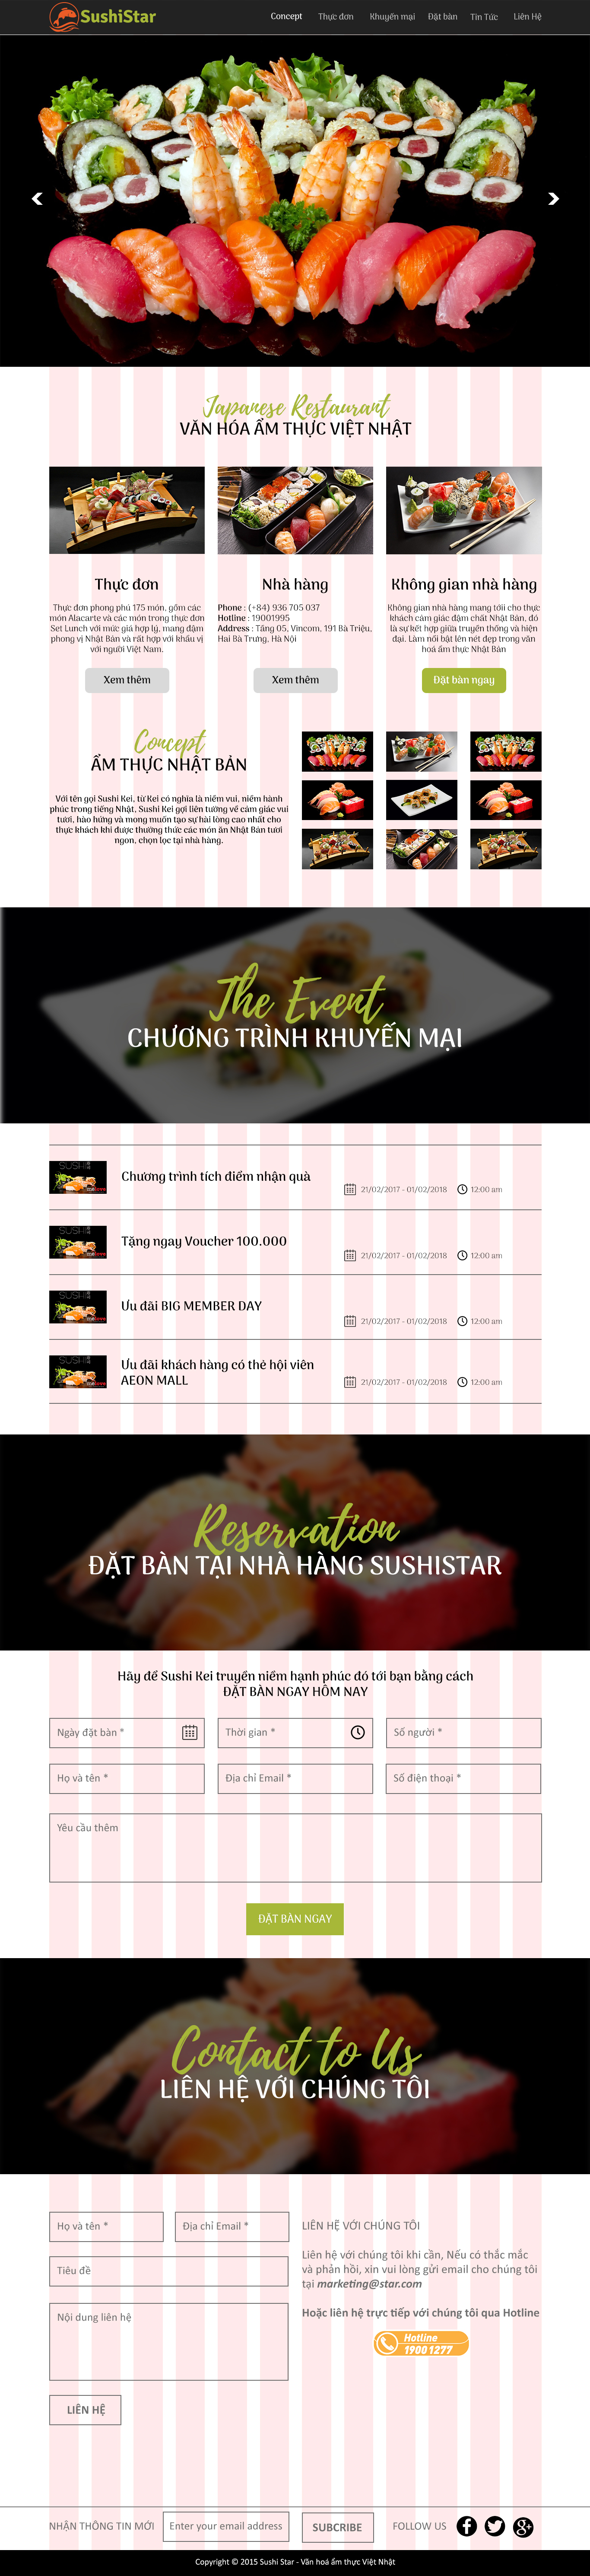 SushiStar
Concept Thực đơn Khuyến mại Đặt bàn Tin Tức Liên Hệ
Japanese Restaurant
VĂN HÓA ẨM THỰC VIỆT NHẬT
Thực đơn
Thực đơn phong phú 175 món, gồm các
món Alacarte và các món trong thực đơn
Set Lunch với mức giá hợp lý, mang đậm
phong vị Nhật Bản và rất hợp với khẩu vị
với người Việt Nam.
Xem thêm
Nhà hàng
Phone : (+84) 936 705 037
Hotline : 19001995
Address : Tầng 05, Vincom, 191 Bà Triệu,
Hai Bà Trưng, Hà Nội
Xem thêm
Không gian nhà hàng
Không gian nhà hàng mang tới cho thực
khách cảm giác đậm chất Nhật Bản, đó
là sự kết hợp giữa truyền thống và hiện
đại. Làm nổi bật lên nét đẹp trong văn
hoá ẩm thực Nhật Bản
Đặt bàn ngay
Concept
ẨM THỰC NHẬT BẢN
Với tên gọi Sushi Kei, từ Kei có nghĩa là niềm vui, niềm hạnh
phúc trong tiếng Nhật, Sushi Kei gợi liên tưởng về cảm giác vui
tươi, hào hứng và mong muốn tạo sự hài lòng cao nhất cho
thực khách khi được thưởng thức các món ăn Nhật Bản tươi
ngon, chọn lọc tại nhà hàng.
The Event
CHƯƠNG TRÌNH KHUYẾN MẠI
SUSHI
Chương trình tích điểm nhận quà
21/02/2017 - 01/02/2018 12:00 am
SUSHI
Tặng ngay Voucher 100.000
21/02/2017 - 01/02/2018 12:00 am
SUSHI
Ưu đãi BIG MEMBER DAY
21/02/2017 - 01/02/2018 12:00 am
SUSHI
Ưu đãi khách hàng có thẻ hội viên
AEON MALL
21/02/2017 - 01/02/2018 12:00 am
Reservation
ĐẶT BÀN TẠI NHÀ HÀNG SUSHISTAR
Hãy để Sushi Kei truyền niềm hạnh phúc đó tới bạn bằng cách
ĐẶT BÀN NGAY HÔM NAY
Ngày đặt bàn * Thời gian * Số người *
Họ và tên * Địa chỉ Email * Số điện thoại *
Yêu cầu thêm
ĐẶT BÀN NGAY
Contact to Us
LIÊN HỆ VỚI CHÚNG TÔI
Họ và tên * Địa chỉ Email *
Tiêu đề
Nội dung liên hệ
LIÊN HỆ
LIÊN HỆ VỚI CHÚNG TÔI
Liên hệ với chúng tôi khi cần, Nếu có thắc mắc
và phản hồi, xin vui lòng gửi email cho chúng tôi
tại marketing@star.com
Hoặc liên hệ trực tiếp với chúng tôi qua Hotline
Hotline
19001277
NHẬN THÔNG TIN MỚI Enter your email address SUBCRIBE FOLLOW US
Copyright © 2015 Sushi Star - Văn hoá ẩm thực Việt Nhật